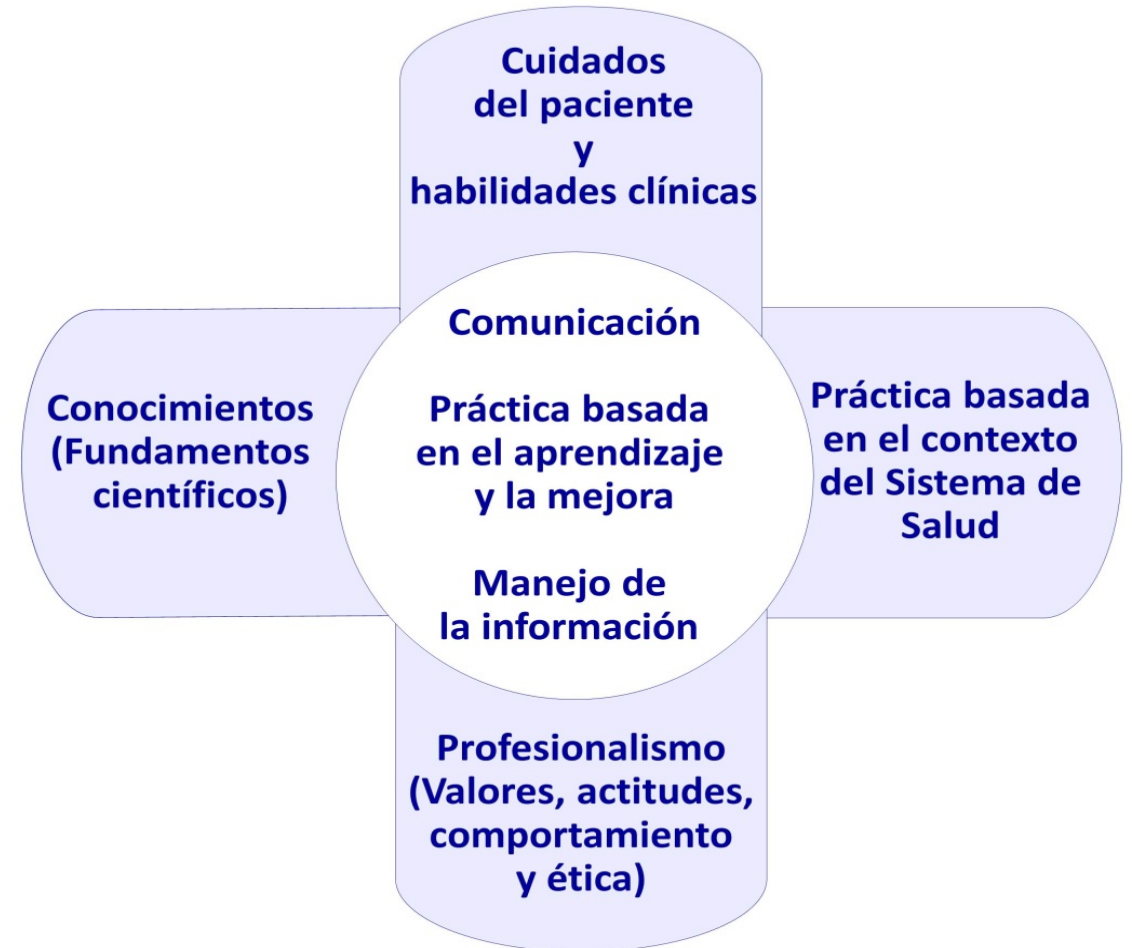 Cuidados
del paciente
y
habilidades clínicas
Conocimientos
(Fundamentos
científicos)
Comunicación
Práctica basada
en el aprendizaje
y la mejora
Manejo de
la información
Práctica basada
en el contexto
del Sistema de
Salud
Profesionalismo
(Valores, actitudes,
comportamiento
y ética)